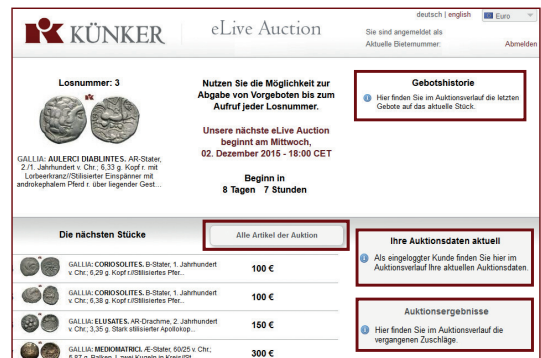 deutsch | english
Euro
KÜNKER
eLive Auction
Sie sind angemeldet als
Aktuelle Bieternummer:
Abmelden
Losnummer: 3
GALLIA: AULERCI DIABLINTES. AR-Stater,
2./1. Jahrhundert v. Chr.; 6,33 g. Kopf r. mit
Lorbeerkranz//Stilisierter Einspänner mit
androkephalem Pferd r. über liegender Gest...
Nutzen Sie die Möglichkeit zur
Abgabe von Vorgeboten bis zum
Aufruf jeder Losnummer.
Unsere nächste eLive Auction
beginnt am Mittwoch,
02. Dezember 2015 - 18:00 CET
Beginn in
8 Tagen 7 Stunden
Gebotshistorie
Hier finden Sie im Auktionsverlauf die letzten
Gebote auf das aktuelle Stück.
Die nächsten Stücke
Alle Artikel der Auktion
GALLIA: CORIOSOLITES. B-Stater, 1. Jahrhundert
v. Chr.; 6,29 g. Kopf r.//Stilisiertes Pfer...
100 €
GALLIA: CORIOSOLITES. B-Stater, 1. Jahrhundert
v. Chr.; 6,38 g. Kopf r.//Stilisiertes Pfer...
100 €
GALLIA: ELUSATES. AR-Drachme, 2. Jahrhundert
v. Chr.; 3,35 g. Stark stilisierter Apollokop...
150 €
GALLIA: MEDIOMATRICI. Æ-Stater, 60/25 v. Chr.;
300 €
Ihre Auktionsdaten aktuell
Als eingeloggter Kunde finden Sie hier im
Auktionsverlauf Ihre aktuellen Auktionsdaten.
Auktionsergebnisse
Hier finden Sie im Auktionsverlauf die
vergangenen Zuschläge.